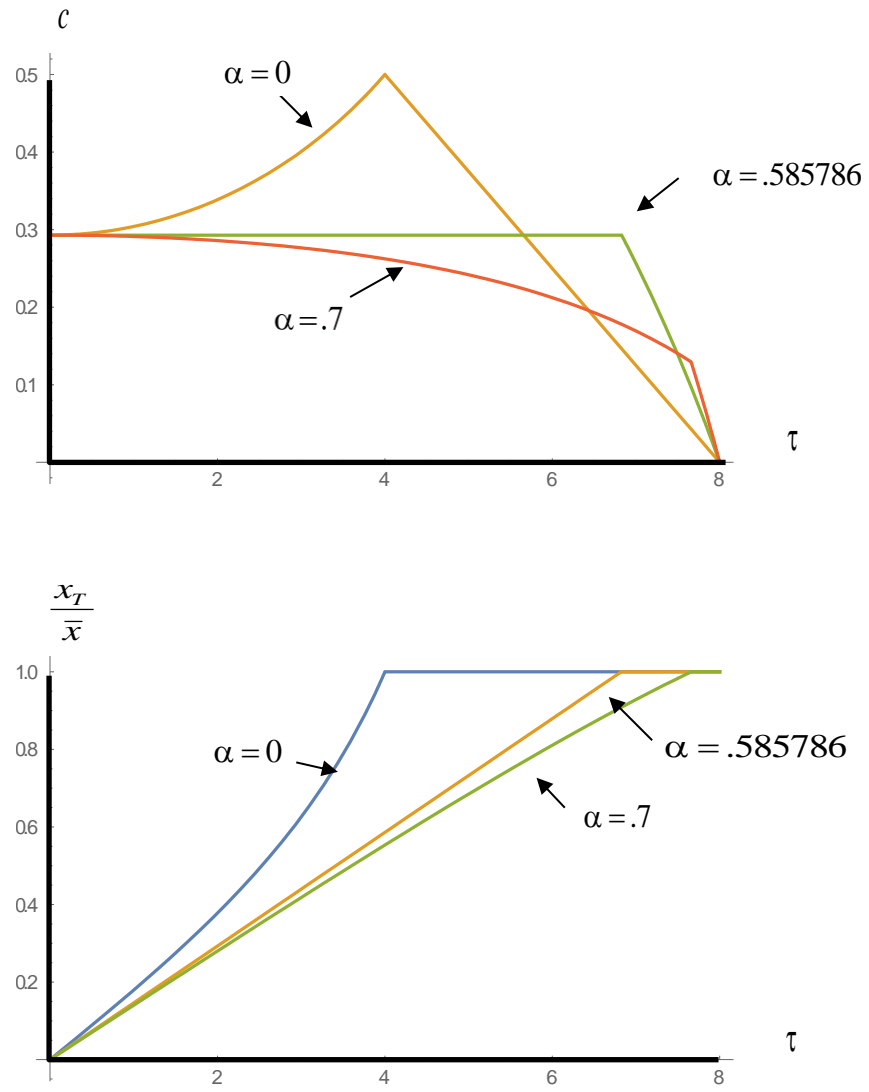 c
0.5
α = 0
0.4
α = .585786
0.3
0.2
α = .7
0.1
τ
2 4 6 8
x_T
x̅
1.0
α = 0
α = .585786
0.8
α = .7
0.6
0.4
0.2
τ
2 4 6 8